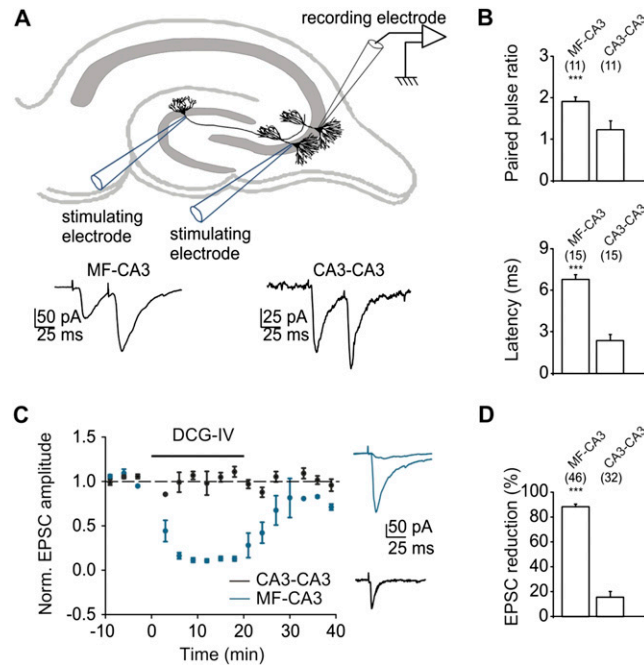 A
recording electrode
stimulating
electrode
stimulating
electrode
MF-CA3
50 pA
25 ms
CA3-CA3
25 pA
25 ms
B
MF-CA3
CA3-CA3
(11)
(11)
***
Paired pulse ratio
3
2
1
0
MF-CA3
CA3-CA3
(15)
(15)
***
Latency (ms)
9
6
3
0
C
DCG-IV
Norm. EPSC amplitude
1.5
1.0
0.5
0.0
CA3-CA3
MF-CA3
-10
0
10
20
30
40
Time (min)
50 pA
25 ms
D
MF-CA3
CA3-CA3
(46)
(32)
***
EPSC reduction (%)
100
80
60
40
20
0